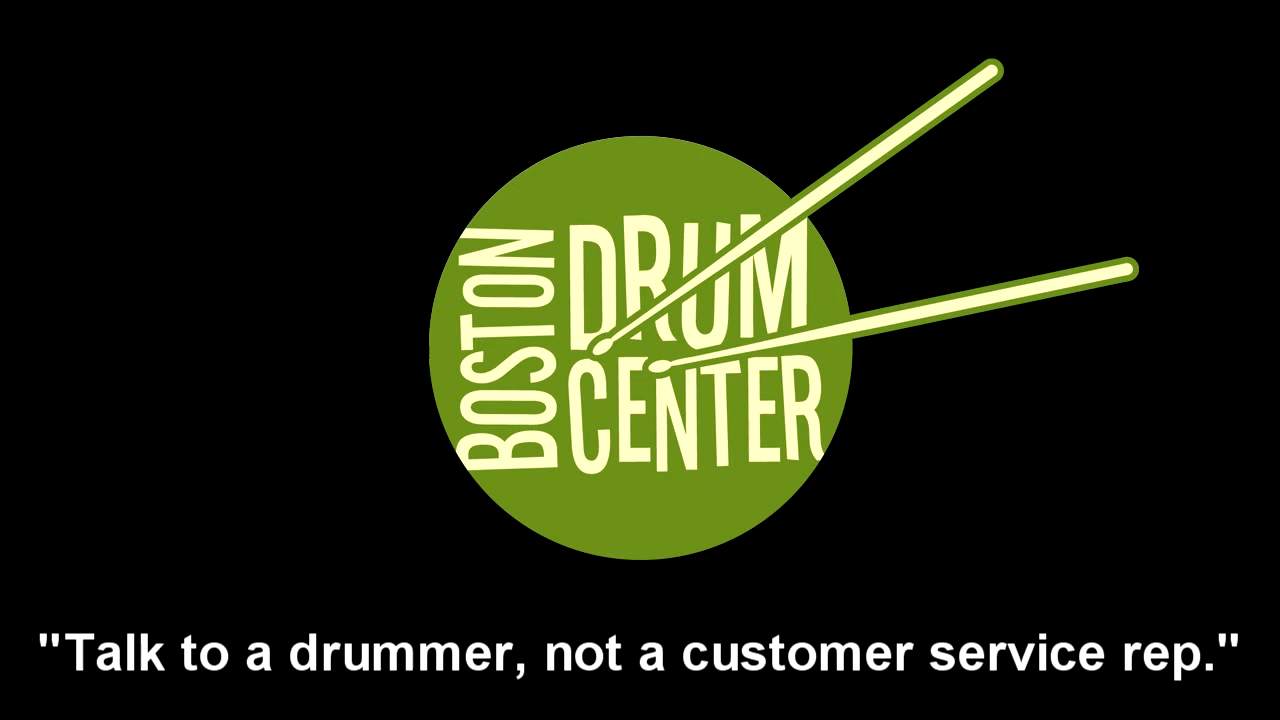 BOSTON
DRUM
CENTER
"Talk to a drummer, not a customer service rep."